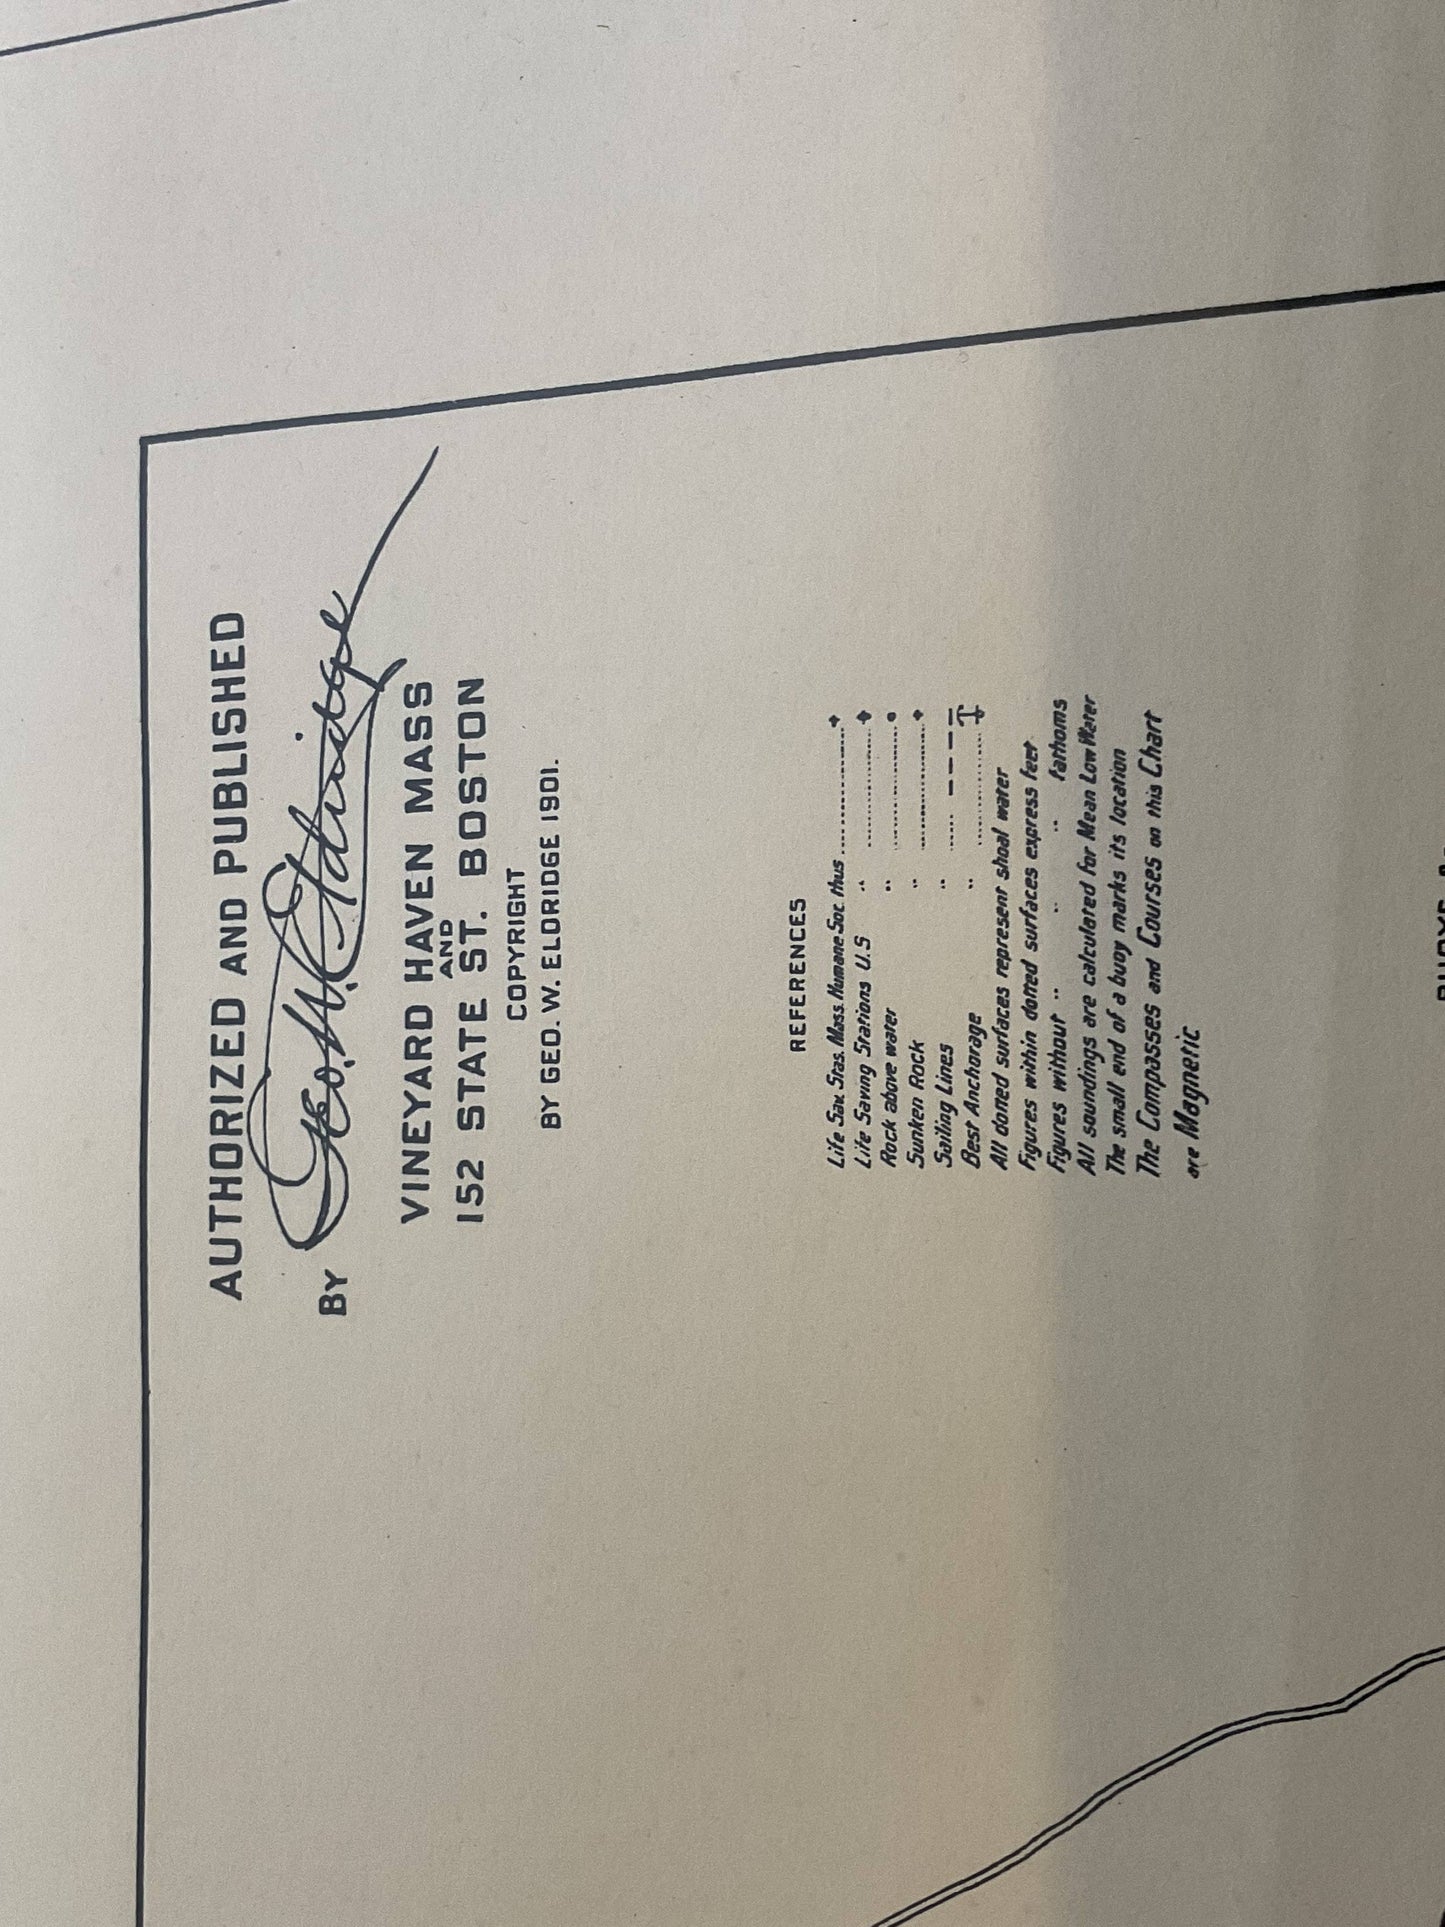 AUTHORIZED AND PUBLISHED
BY Geo. W. Eldridge
VINEYARD HAVEN MASS
AND
152 STATE ST. BOSTON
COPYRIGHT
BY GEO. W. ELDRIDGE 1901.
REFERENCES
Life Sav. Stas. Mass. Humane Soc. thus
Life Saving Stations U.S "
Rock above water "
Sunken Rock "
Sailing Lines "
Best Anchorage "
All dotted surfaces represent shoal water
Figures within dotted surfaces express feet
Figures without " " " fathoms
All soundings are calculated for Mean Low Water
The small end of a buoy marks its location
The Compasses and Courses on this Chart
are Magnetic